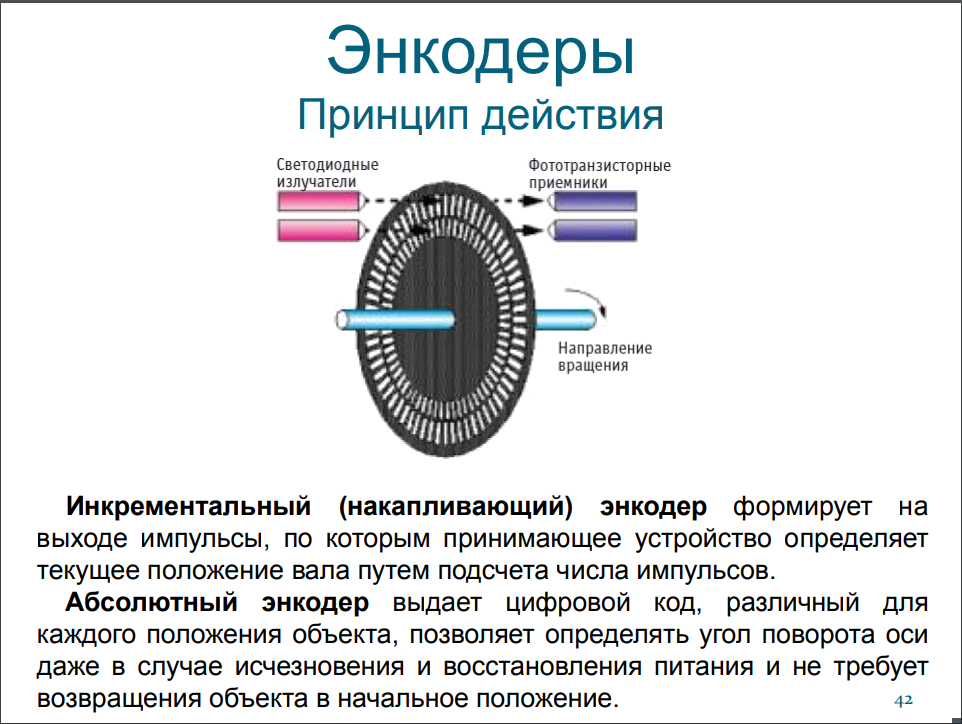 Энкодеры
Принцип действия
Светодиодные
излучатели
Фототранзисторные
приемники
Направление
вращения
Инкрементальный (накапливающий) энкодер формирует на
выходе импульсы, по которым принимающее устройство определяет
текущее положение вала путем подсчета числа импульсов.
Абсолютный энкодер выдает цифровой код, различный для
каждого положения объекта, позволяет определять угол поворота оси
даже в случае исчезновения и восстановления питания и не требует
возвращения объекта в начальное положение.
42